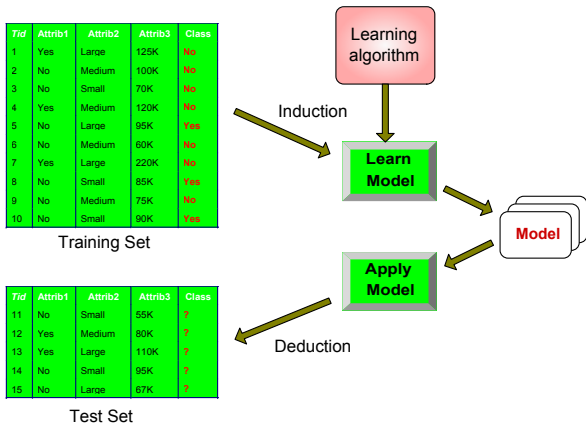 Tid Attrib1 Attrib2 Attrib3 Class
1 Yes Large 125K No
2 No Medium 100K No
3 No Small 70K No
4 Yes Medium 120K No
5 No Large 95K Yes
6 No Medium 60K No
7 Yes Large 220K No
8 No Small 85K Yes
9 No Medium 75K No
10 No Small 90K Yes
Training Set
Learning
algorithm
Induction
Learn
Model
Model
Apply
Model
Deduction
Tid Attrib1 Attrib2 Attrib3 Class
11 No Small 55K ?
12 Yes Medium 80K ?
13 Yes Large 110K ?
14 No Small 95K ?
15 No Large 67K ?
Test Set